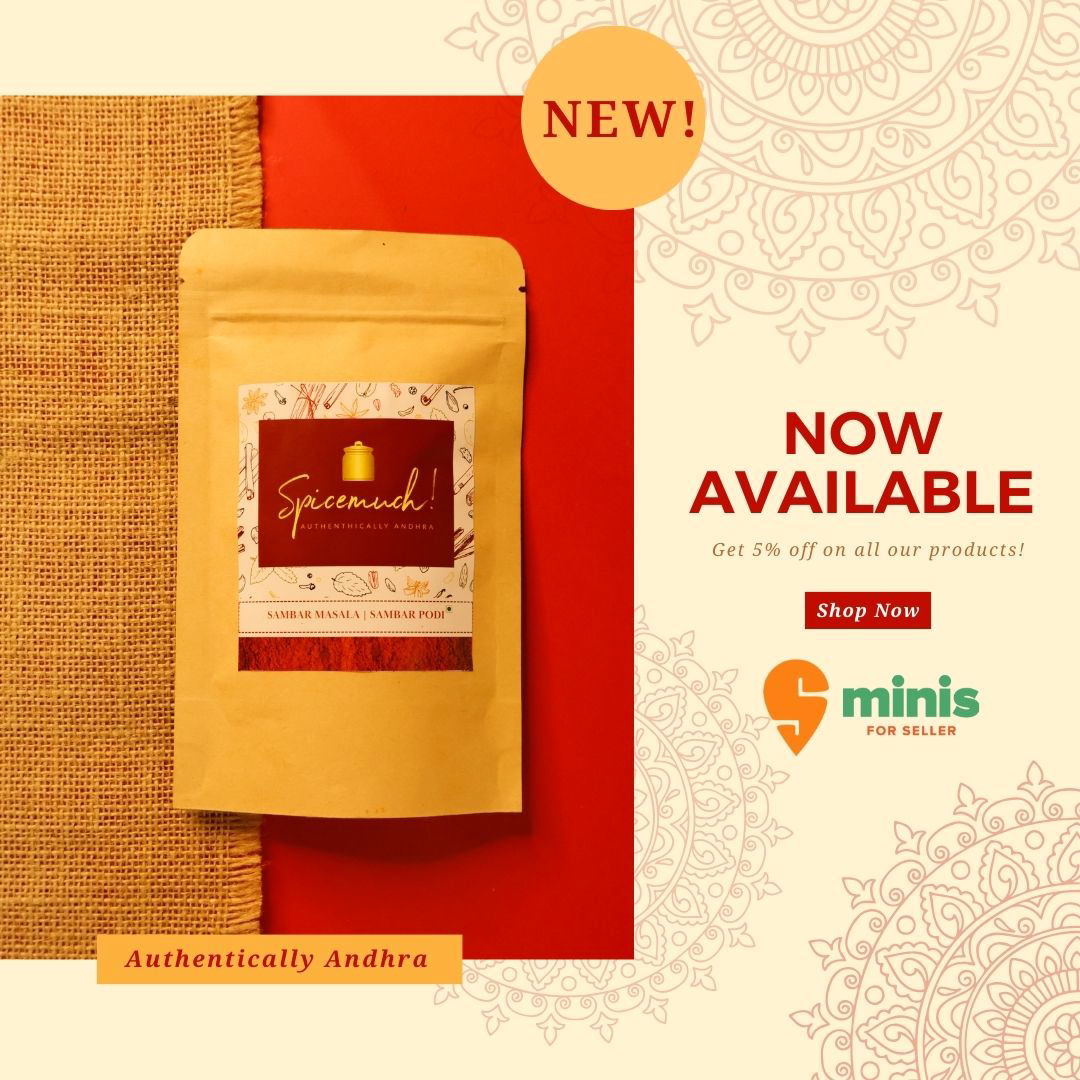 NEW!
Spicemuch!
AUTHENTHICALLY ANDHRA
SAMBAR MASALA | SAMBAR PODI
NOW
AVAILABLE
Get 5% off on all our products!
Shop Now
minis
FOR SELLER
Authentically Andhra